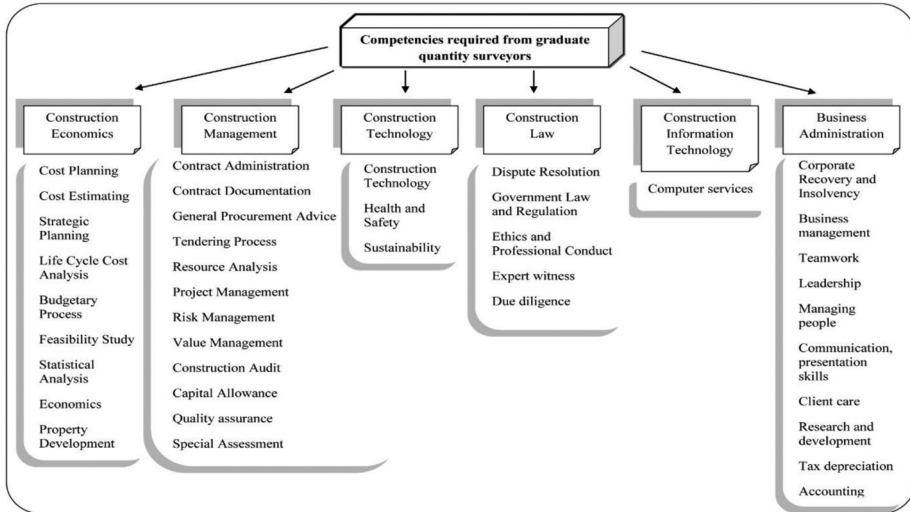 Competencies required from graduate
quantity surveyors
Construction
Economics
Cost Planning
Cost Estimating
Strategic
Planning
Life Cycle Cost
Analysis
Budgetary
Process
Feasibility Study
Statistical
Analysis
Economics
Property
Development
Construction
Management
Contract Administration
Contract Documentation
General Procurement Advice
Tendering Process
Resource Analysis
Project Management
Risk Management
Value Management
Construction Audit
Capital Allowance
Quality assurance
Special Assessment
Construction
Technology
Construction
Technology
Health and
Safety
Sustainability
Construction
Law
Dispute Resolution
Government Law
and Regulation
Ethics and
Professional Conduct
Expert witness
Due diligence
Construction
Information
Technology
Computer services
Business
Administration
Corporate
Recovery and
Insolvency
Business
management
Teamwork
Leadership
Managing
people
Communication,
presentation
skills
Client care
Research and
development
Tax depreciation
Accounting